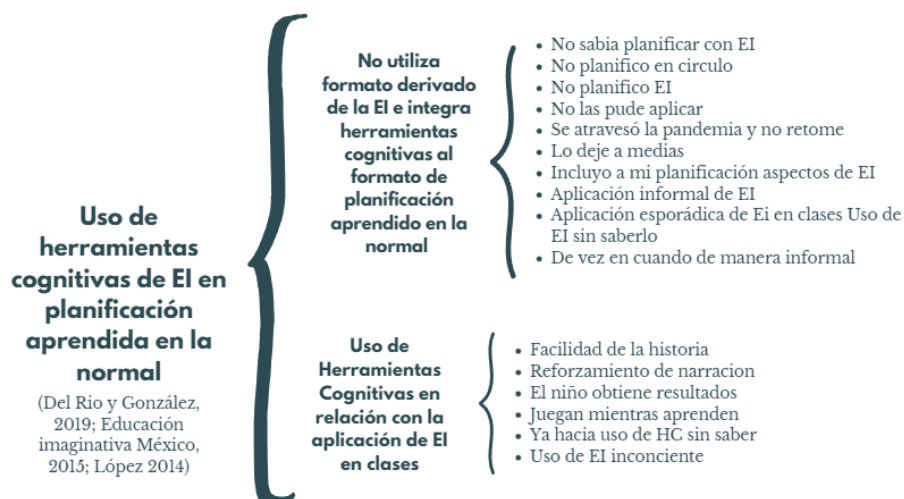 Uso de
herramientas
cognitivas de EI en
planificación
aprendida en la
normal
(Del Rio y González,
2019; Educación
imaginativa México,
2015; López 2014)
No utiliza
formato derivado
de la EI e integra
herramientas
cognitivas al
formato de
planificación
aprendido en la
normal
• No sabia planificar con EI
• No planifico en circulo
• No planifico EI
• No las pude aplicar
• Se atravesó la pandemia y no retome
• Lo deje a medias
• Incluyo a mi planificación aspectos de EI
• Aplicación informal de EI
• Aplicación esporádica de Ei en clases Uso de
EI sin saberlo
• De vez en cuando de manera informal
Uso de
Herramientas
Cognitivas en
relación con la
aplicación de EI
en clases
• Facilidad de la historia
• Reforzamiento de narracion
• El niño obtiene resultados
• Juegan mientras aprenden
• Ya hacia uso de HC sin saber
• Uso de EI inconciente